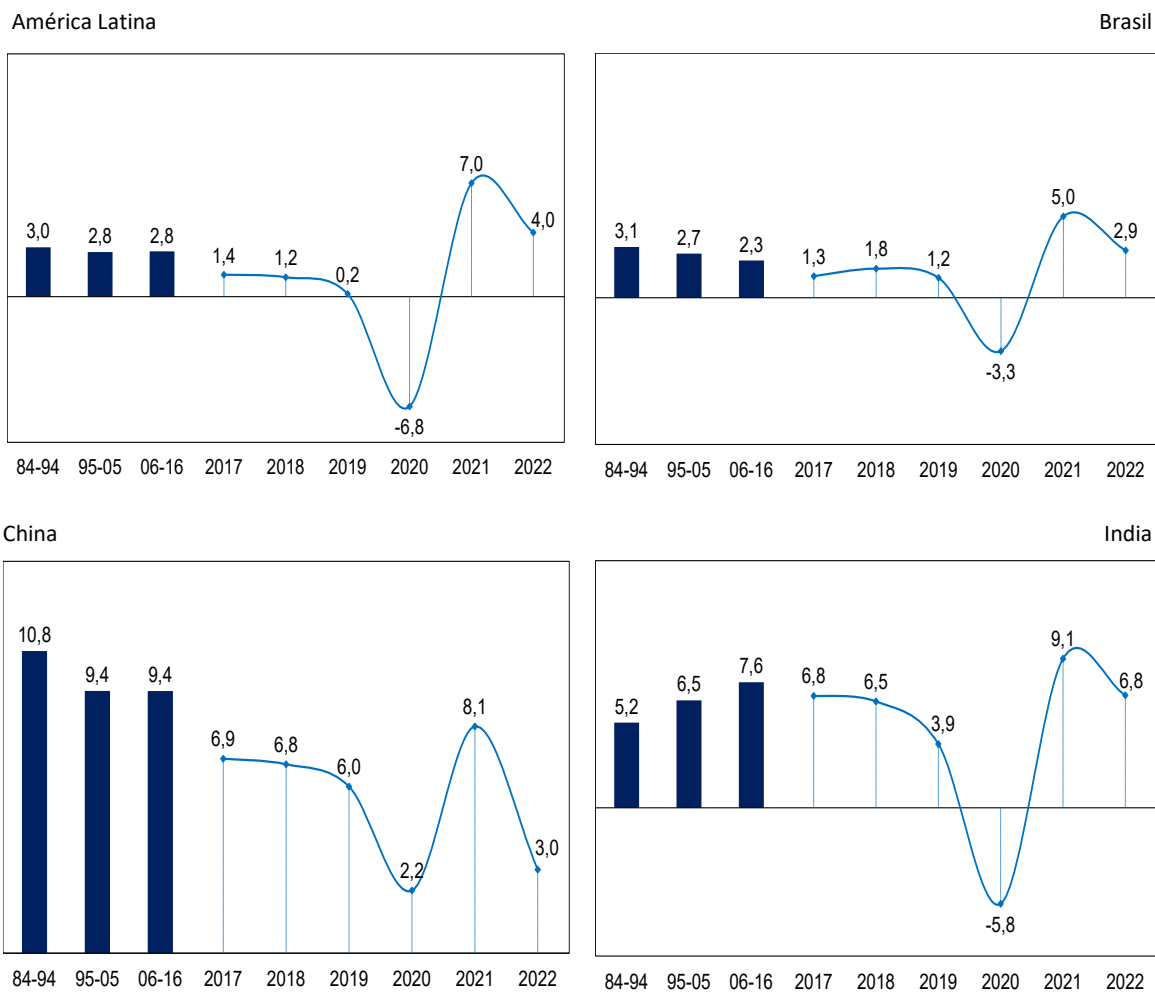 América Latina
3,0 2,8 2,8 1,4 1,2 0,2 -6,8 7,0 4,0
84-94 95-05 06-16 2017 2018 2019 2020 2021 2022
Brasil
3,1 2,7 2,3 1,3 1,8 1,2 -3,3 5,0 2,9
84-94 95-05 06-16 2017 2018 2019 2020 2021 2022
China
10,8 9,4 9,4 6,9 6,8 6,0 2,2 8,1 3,0
84-94 95-05 06-16 2017 2018 2019 2020 2021 2022
India
5,2 6,5 7,6 6,8 6,5 3,9 -5,8 9,1 6,8
84-94 95-05 06-16 2017 2018 2019 2020 2021 2022